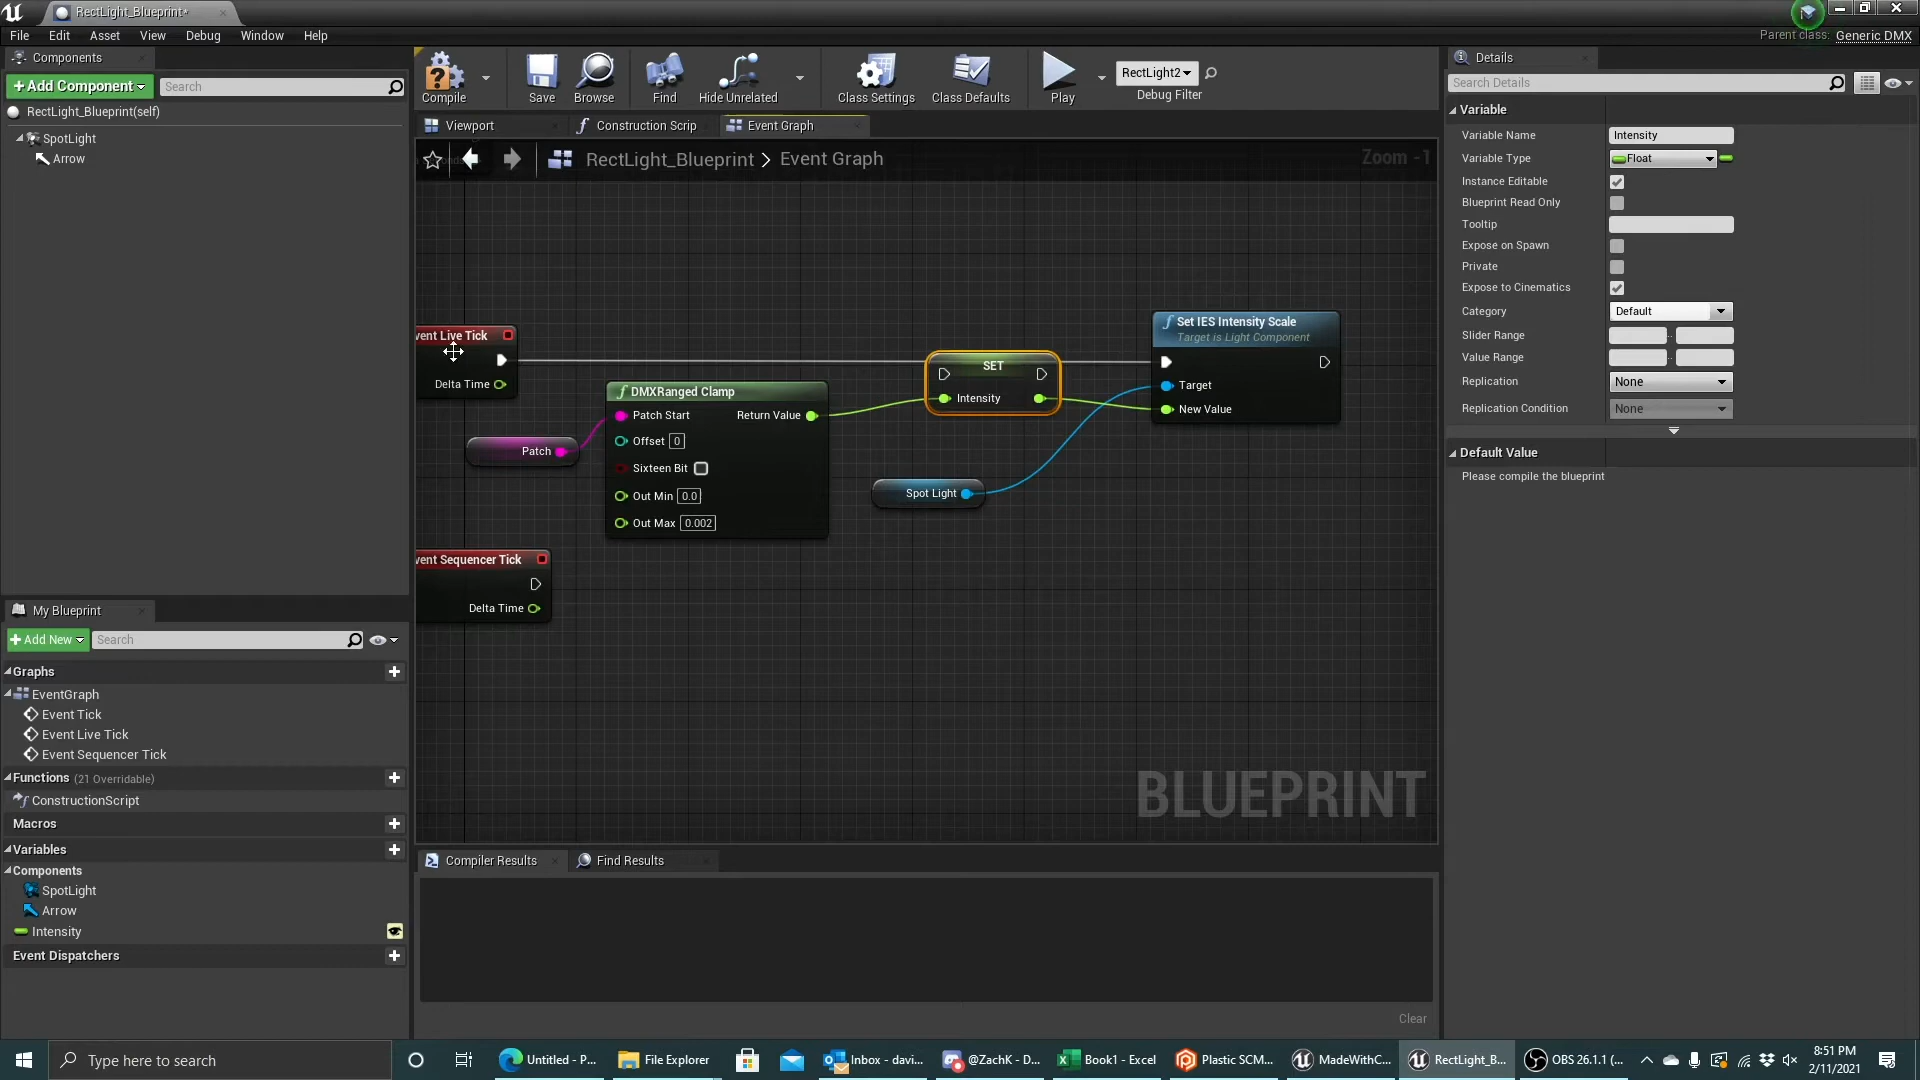 RectLight_Blueprint*
File Edit Asset View Debug Window Help
Parent class: Generic DMX
Components
+Add Component
Search
RectLight_Blueprint(self)
SpotLight
Arrow
Compile
Save
Browse
Find
Hide Unrelated
Class Settings
Class Defaults
Play
RectLight2
Debug Filter
Viewport
Construction Scrip
Event Graph
RectLight_Blueprint > Event Graph
Zoom -1
vent Live Tick
Delta Time
DMXRanged Clamp
Patch Start
Return Value
Offset 0
Sixteen Bit
Out Min 0.0
Out Max 0.002
Patch
SET
Intensity
Set IES Intensity Scale
Target is Light Component
Target
New Value
Spot Light
vent Sequencer Tick
Delta Time
BLUEPRINT
My Blueprint
+Add New
Search
Graphs
EventGraph
Event Tick
Event Live Tick
Event Sequencer Tick
Functions (21 Overridable)
ConstructionScript
Macros
Variables
Components
SpotLight
Arrow
Intensity
Event Dispatchers
Compiler Results
Find Results
Clear
Details
Search Details
Variable
Variable Name Intensity
Variable Type Float
Instance Editable
Blueprint Read Only
Tooltip
Expose on Spawn
Private
Expose to Cinematics
Category Default
Slider Range
Value Range
Replication None
Replication Condition None
Default Value
Please compile the blueprint
Type here to search
Untitled - P...
File Explorer
Inbox - davi...
@ZachK - D...
Book1 - Excel
Plastic SCM...
MadeWithC...
RectLight_B...
OBS 26.1.1 (...
8:51 PM
2/11/2021